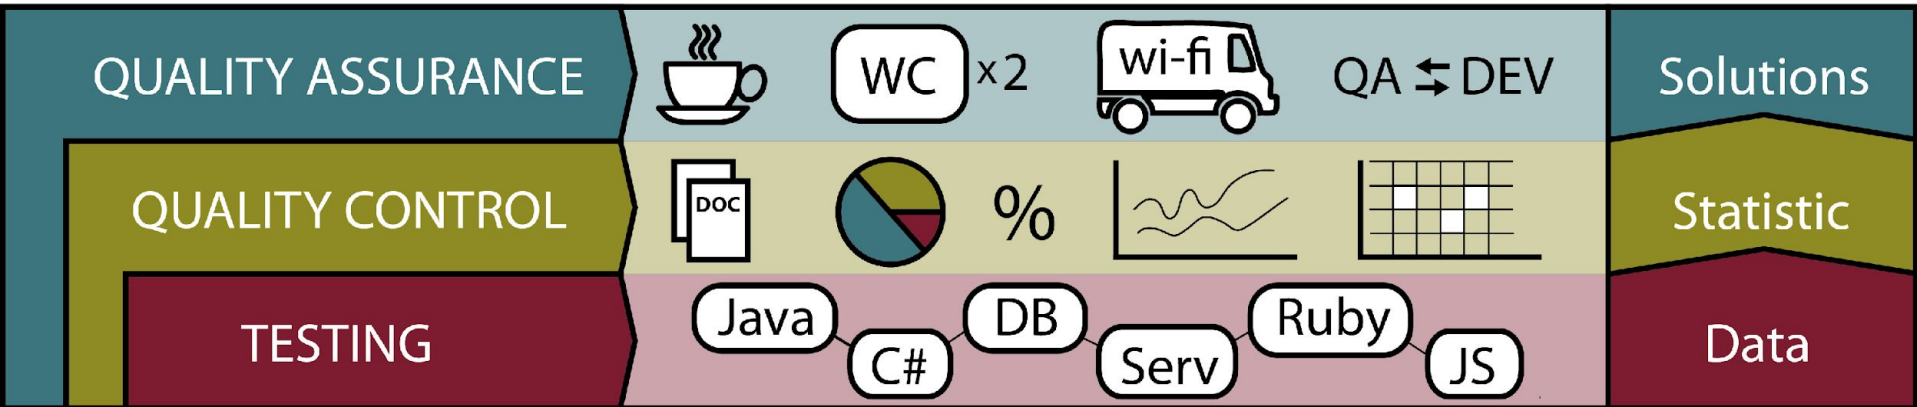 QUALITY ASSURANCE
WC x2
wi-fi
QA ⇆ DEV
Solutions
QUALITY CONTROL
DOC
%
Statistic
TESTING
Java
C#
DB
Serv
Ruby
JS
Data